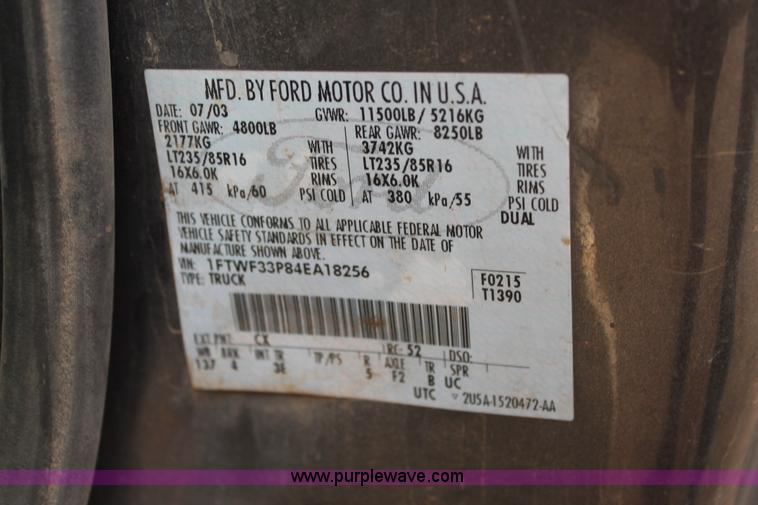 MFD. BY FORD MOTOR CO. IN U.S.A.
DATE: 07/03 GVWR: 11500LB/ 5216KG
FRONT GAWR: 4800LB REAR GAWR: 8250LB
2177KG WITH 3742KG WITH
LT235/85R16 TIRES LT235/85R16 TIRES
16X6.0K RIMS 16X6.0K RIMS
AT 415 kPa/60 PSI COLD AT 380 kPa/55 PSI COLD
DUAL
THIS VEHICLE CONFORMS TO ALL APPLICABLE FEDERAL MOTOR
VEHICLE SAFETY STANDARDS IN EFFECT ON THE DATE OF
MANUFACTURE SHOWN ABOVE.
VIN: 1FTWF33P84EA18256 F0215
TYPE: TRUCK T1390
EXT PNT: CX RC: 52 DSO:
WB BRK INT TR TP/PS R AXLE TR SPR
137 4 3E 5 F2 B UC
UTC ▽ 2U5A-1520472-AA
Ford
www.purplewave.com